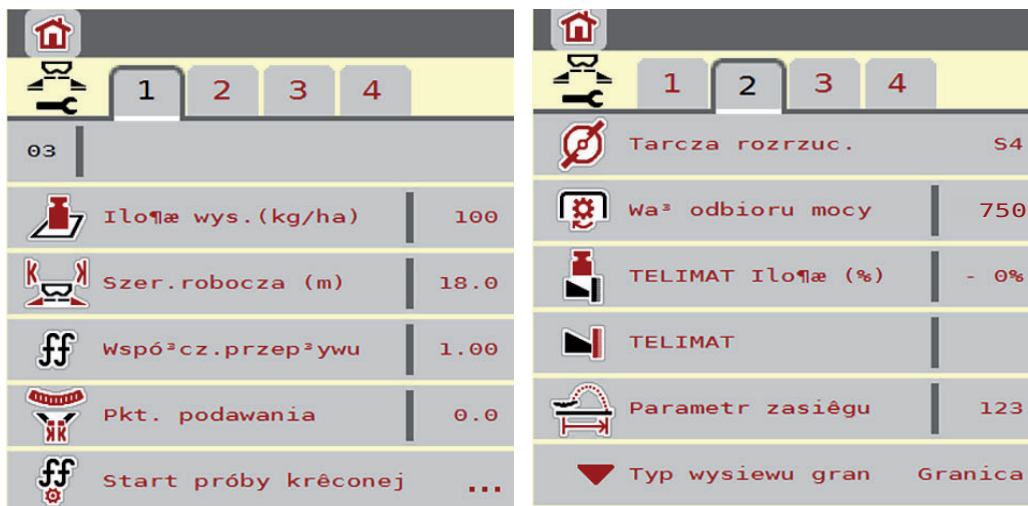 1 2 3 4
03
Ilo¶æ wys.(kg/ha) 100
Szer.robocza (m) 18.0
Wspó³cz.przep³ywu 1.00
Pkt. podawania 0.0
Start próby krêconej ...
1 2 3 4
Tarcza rozrzuc. S4
Wa³ odbioru mocy 750
TELIMAT Ilo¶æ (%) - 0%
TELIMAT
Parametr zasiêgu 123
Typ wysiewu gran Granica